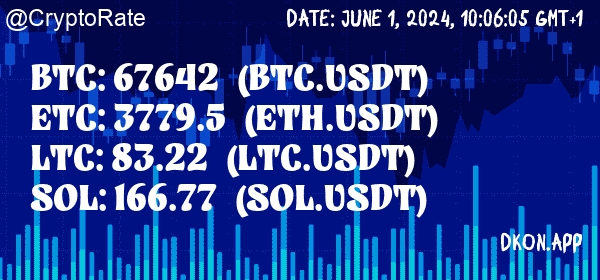 @CryptoRate
DATE: JUNE 1, 2024, 10:06:05 GMT+1
BTC: 67642 (BTC.USDT)
ETC: 3779.5 (ETH.USDT)
LTC: 83.22 (LTC.USDT)
SOL: 166.77 (SOL.USDT)
DKON.APP